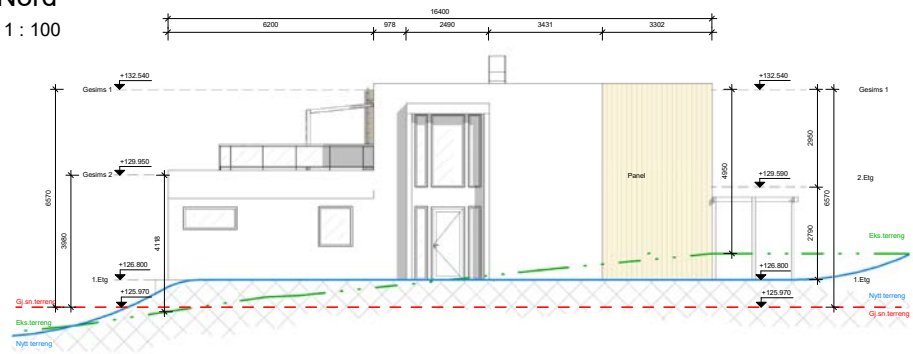 Nord
1 : 100
16400
6200 978 2490 3431 3302
+132.540 +132.540
Gesims 1 Gesims 1
2950
4950
+129.950 +129.590
Gesims 2 2.Etg
6570 6570
Panel
3980 4118 2790
Eks.terreng
+126.800 +126.800
1.Etg 1.Etg
Gj.sn.terreng +125.970 +125.970 Nytt terreng
Gj.sn.terreng
Eks.terreng
Nytt terreng